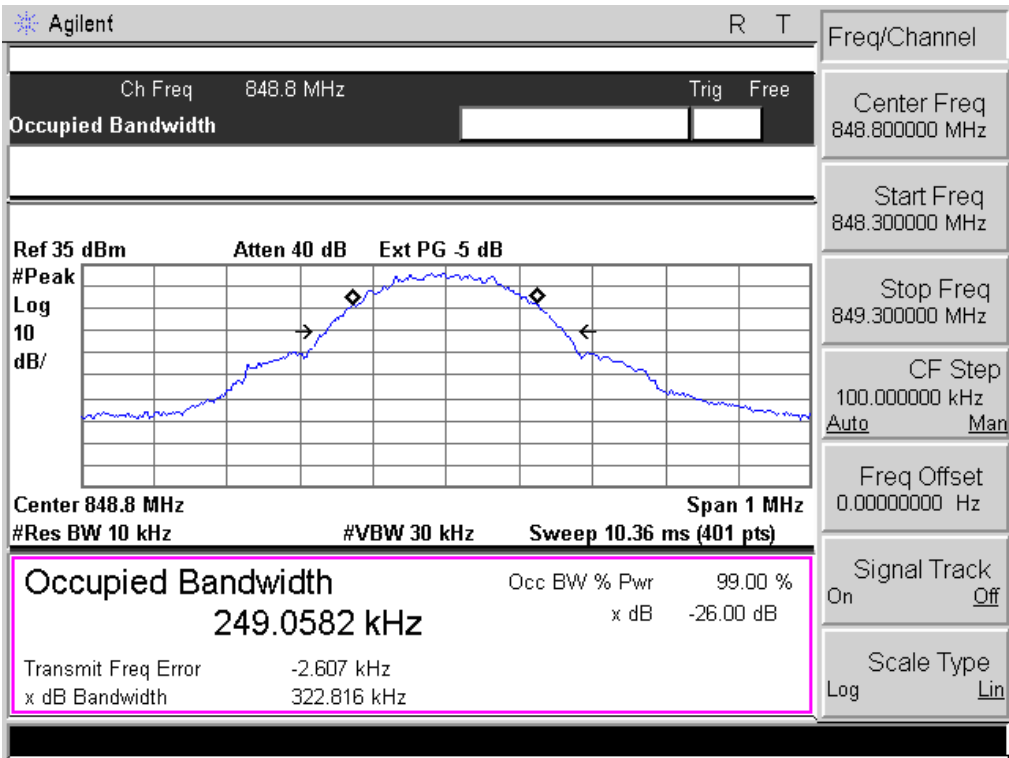 Agilent R T
Ch Freq 848.8 MHz Trig Free
Occupied Bandwidth
Ref 35 dBm Atten 40 dB Ext PG -5 dB
#Peak
Log
10
dB/
Center 848.8 MHz Span 1 MHz
#Res BW 10 kHz #VBW 30 kHz Sweep 10.36 ms (401 pts)
Occupied Bandwidth Occ BW % Pwr 99.00 %
249.0582 kHz x dB -26.00 dB
Transmit Freq Error -2.607 kHz
x dB Bandwidth 322.816 kHz
Freq/Channel
Center Freq
848.800000 MHz
Start Freq
848.300000 MHz
Stop Freq
849.300000 MHz
CF Step
100.000000 kHz
Auto Man
Freq Offset
0.00000000 Hz
Signal Track
On Off
Scale Type
Log Lin